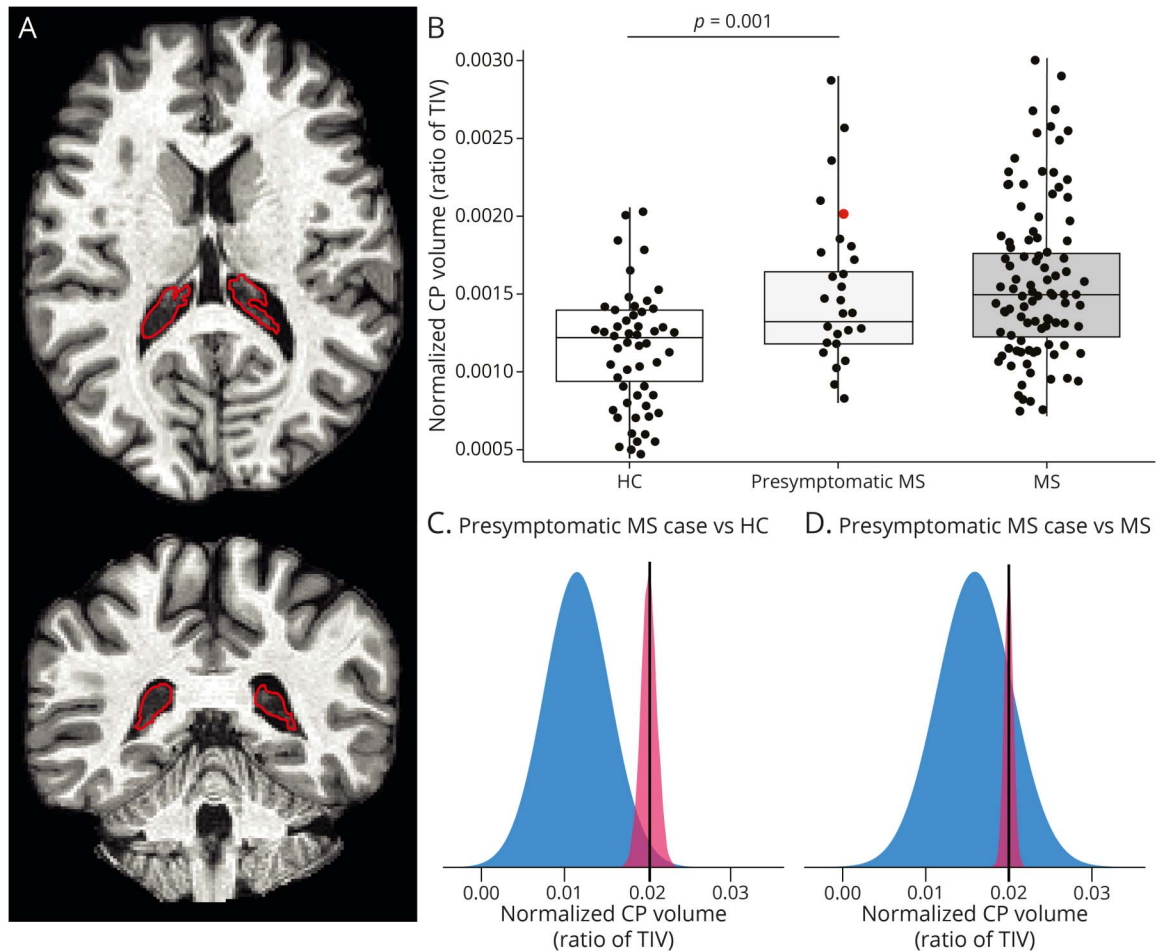 A
B
p = 0.001
Normalized CP volume (ratio of TIV)
0.0030
0.0025
0.0020
0.0015
0.0010
0.0005
HC
Presymptomatic MS
MS
C. Presymptomatic MS case vs HC
0.00
0.01
0.02
0.03
Normalized CP volume
(ratio of TIV)
D. Presymptomatic MS case vs MS
0.00
0.01
0.02
0.03
Normalized CP volume
(ratio of TIV)